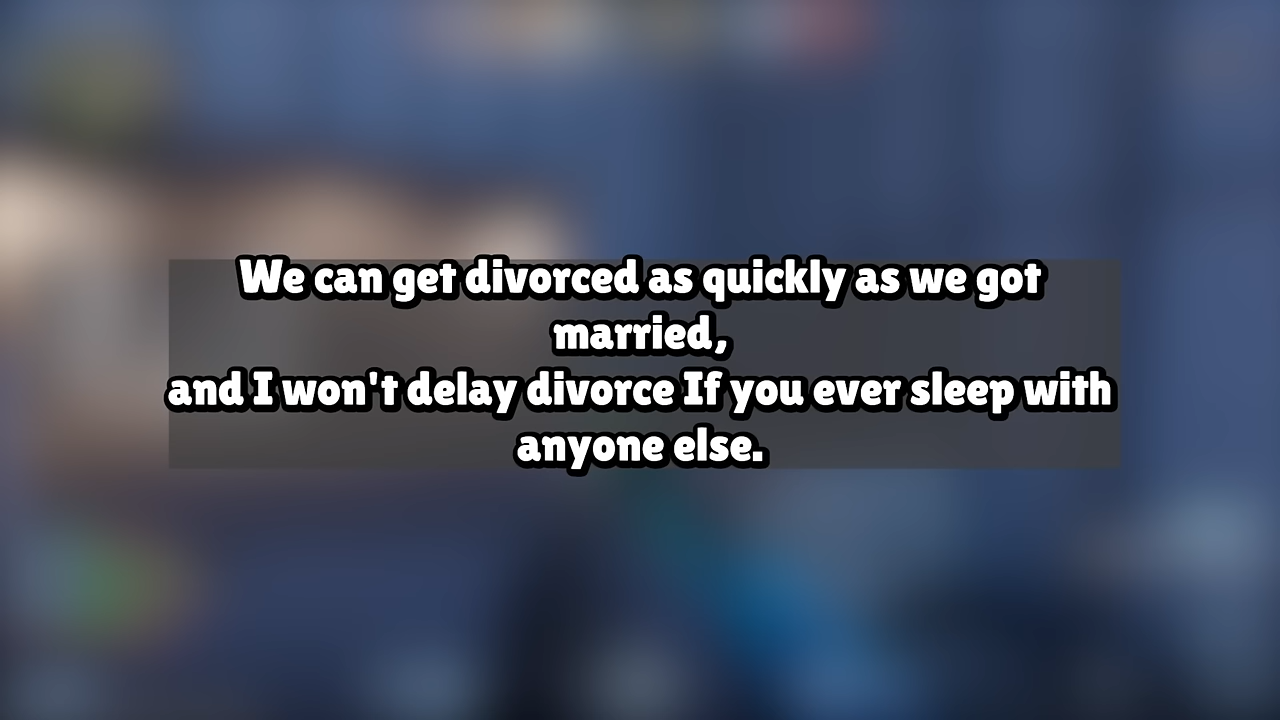 We can get divorced as quickly as we got
married,
and I won't delay divorce If you ever sleep with
anyone else.